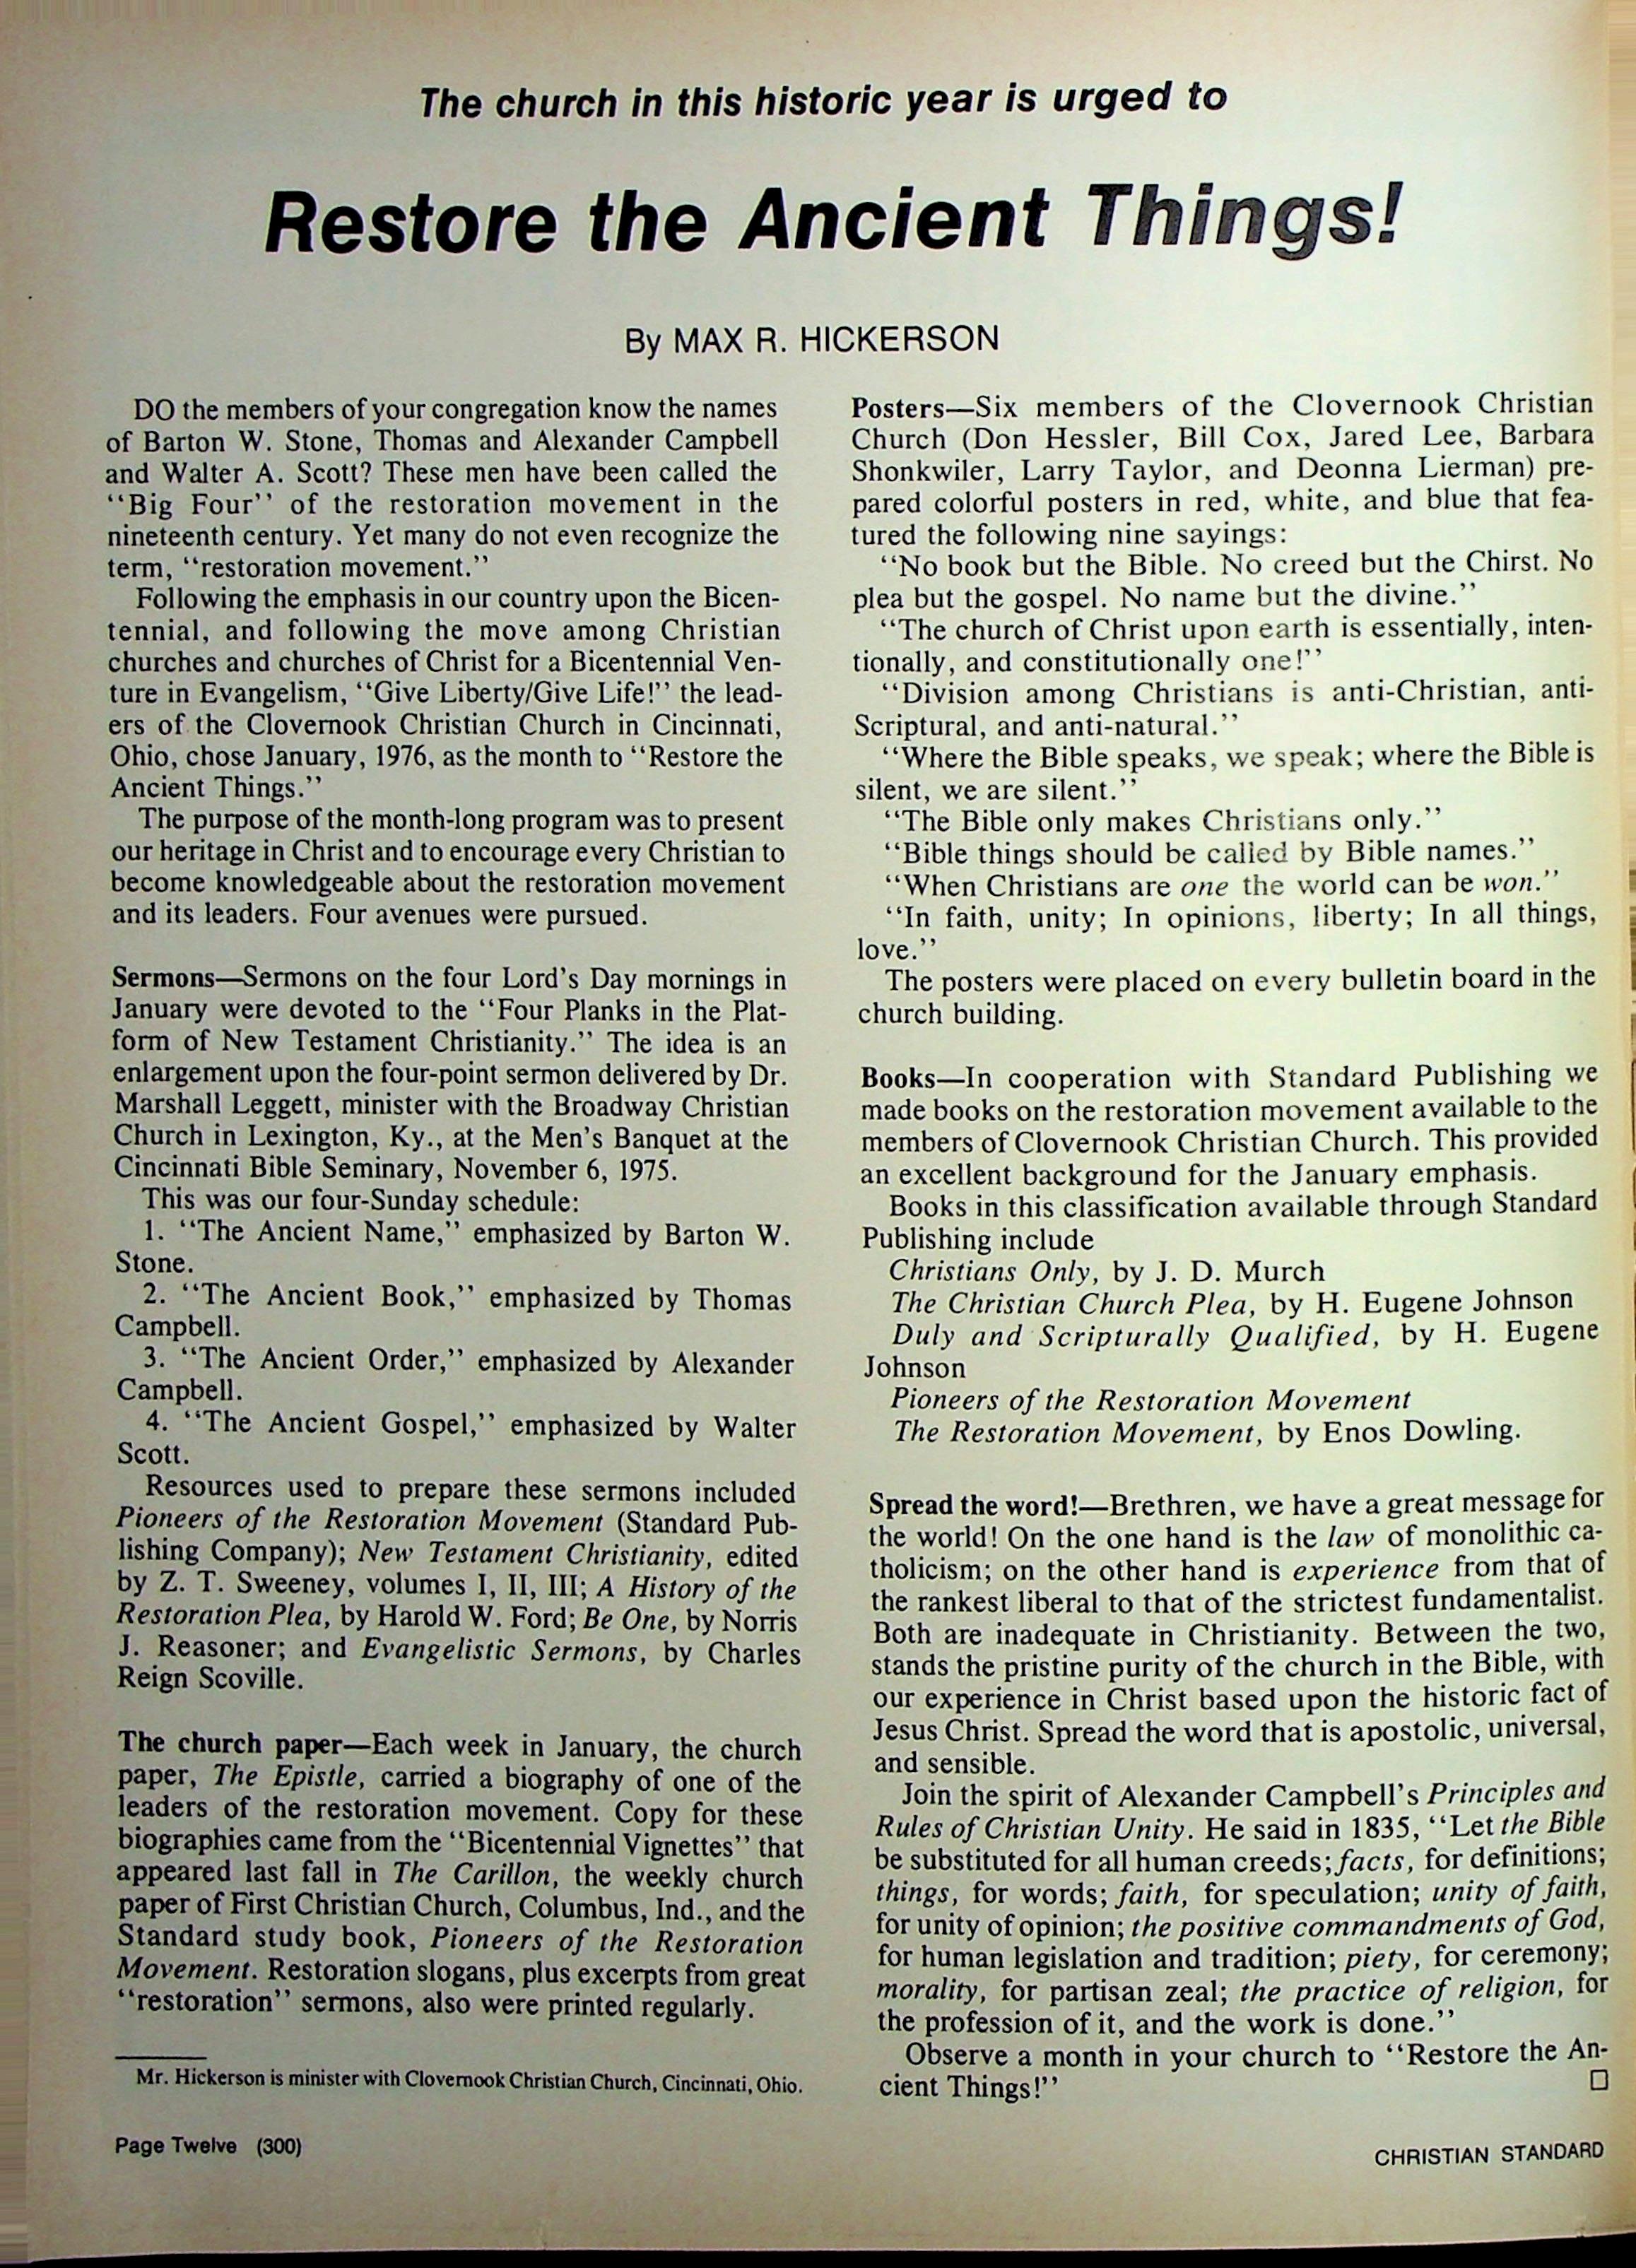 The church in this historic year is urged to
Restore the Ancient Things!
By MAX R. HICKERSON
DO the members of your congregation know the names
of Barton W. Stone, Thomas and Alexander Campbell
and Walter A. Scott? These men have been called the
‘‘Big Four’’ of the restoration movement in the
nineteenth century. Yet many do not even recognize the
term, ‘‘restoration movement.’’
Following the emphasis in our country upon the Bicen-
tennial, and following the move among Christian
churches and churches of Christ for a Bicentennial Ven-
ture in Evangelism, ‘‘Give Liberty/Give Life!’’ the lead-
ers of the Clovernook Christian Church in Cincinnati,
Ohio, chose January, 1976, as the month to ‘‘Restore the
Ancient Things.’’
The purpose of the month-long program was to present
our heritage in Christ and to encourage every Christian to
become knowledgeable about the restoration movement
and its leaders. Four avenues were pursued.
Sermons—Sermons on the four Lord's Day mornings in
January were devoted to the ‘‘Four Planks in the Plat-
form of New Testament Christianity.’’ The idea is an
enlargement upon the four-point sermon delivered by Dr.
Marshall Leggett, minister with the Broadway Christian
Church in Lexington, Ky., at the Men's Banquet at the
Cincinnati Bible Seminary, November 6, 1975.
This was our four-Sunday schedule:
1. ‘‘The Ancient Name,’’ emphasized by Barton W.
Stone.
2. ‘‘The Ancient Book,’’ emphasized by Thomas
Campbell.
3. ‘‘The Ancient Order,’’ emphasized by Alexander
Campbell.
4. ‘‘The Ancient Gospel,’’ emphasized by Walter
Scott.
Resources used to prepare these sermons included
Pioneers of the Restoration Movement (Standard Pub-
lishing Company); New Testament Christianity, edited
by Z. T. Sweeney, volumes I, II, III; A History of the
Restoration Plea, by Harold W. Ford; Be One, by Norris
J. Reasoner; and Evangelistic Sermons, by Charles
Reign Scoville.
The church paper—Each week in January, the church
paper, The Epistle, carried a biography of one of the
leaders of the restoration movement. Copy for these
biographies came from the ‘‘Bicentennial Vignettes’’ that
appeared last fall in The Carillon, the weekly church
paper of First Christian Church, Columbus, Ind., and the
Standard study book, Pioneers of the Restoration
Movement. Restoration slogans, plus excerpts from great
‘‘restoration’’ sermons, also were printed regularly.
Mr. Hickerson is minister with Clovernook Christian Church, Cincinnati, Ohio.
Posters—Six members of the Clovernook Christian
Church (Don Hessler, Bill Cox, Jared Lee, Barbara
Shonkwiler, Larry Taylor, and Deonna Lierman) pre-
pared colorful posters in red, white, and blue that fea-
tured the following nine sayings:
‘‘No book but the Bible. No creed but the Chirst. No
plea but the gospel. No name but the divine.’’
‘‘The church of Christ upon earth is essentially, inten-
tionally, and constitutionally one!’’
‘‘Division among Christians is anti-Christian, anti-
Scriptural, and anti-natural.’’
‘‘Where the Bible speaks, we speak; where the Bible is
silent, we are silent.’’
‘‘The Bible only makes Christians only.’’
‘‘Bible things should be called by Bible names.’’
‘‘When Christians are one the world can be won.’’
‘‘In faith, unity; In opinions, liberty; In all things,
love.’’
The posters were placed on every bulletin board in the
church building.
Books—In cooperation with Standard Publishing we
made books on the restoration movement available to the
members of Clovernook Christian Church. This provided
an excellent background for the January emphasis.
Books in this classification available through Standard
Publishing include
Christians Only, by J. D. Murch
The Christian Church Plea, by H. Eugene Johnson
Duly and Scripturally Qualified, by H. Eugene
Johnson
Pioneers of the Restoration Movement
The Restoration Movement, by Enos Dowling.
Spread the word!—Brethren, we have a great message for
the world! On the one hand is the law of monolithic ca-
tholicism; on the other hand is experience from that of
the rankest liberal to that of the strictest fundamentalist.
Both are inadequate in Christianity. Between the two,
stands the pristine purity of the church in the Bible, with
our experience in Christ based upon the historic fact of
Jesus Christ. Spread the word that is apostolic, universal,
and sensible.
Join the spirit of Alexander Campbell's Principles and
Rules of Christian Unity. He said in 1835, ‘‘Let the Bible
be substituted for all human creeds; facts, for definitions;
things, for words; faith, for speculation; unity of faith,
for unity of opinion; the positive commandments of God,
for human legislation and tradition; piety, for ceremony;
morality, for partisan zeal; the practice of religion, for
the profession of it, and the work is done.’’
Observe a month in your church to ‘‘Restore the An-
cient Things!’’ □
Page Twelve (300)
CHRISTIAN STANDARD